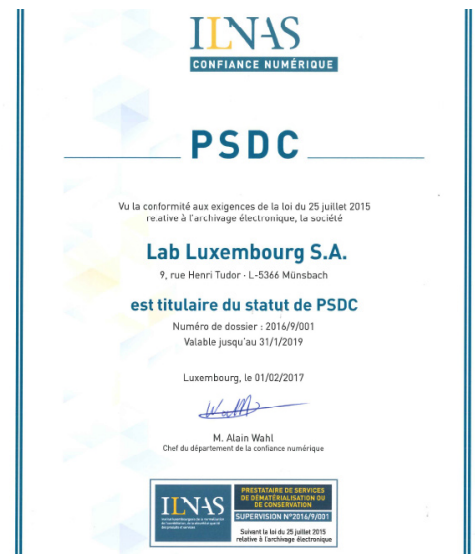 ILNAS
CONFIANCE NUMÉRIQUE
PSDC
Vu la conformité aux exigences de la loi du 25 juillet 2015
relative à l'archivage électronique, la société
Lab Luxembourg S.A.
9, rue Henri Tudor · L-5366 Münsbach
est titulaire du statut de PSDC
Numéro de dossier : 2016/9/001
Valable jusqu'au 31/1/2019
Luxembourg, le 01/02/2017
M. Alain Wahl
Chef du département de la confiance numérique
ILNAS
PRESTATAIRE DE SERVICES
DE DÉMATÉRIALISATION OU
DE CONSERVATION
SUPERVISION N°2016/9/001
Suivant la loi du 25 juillet 2015
relative à l'archivage électronique